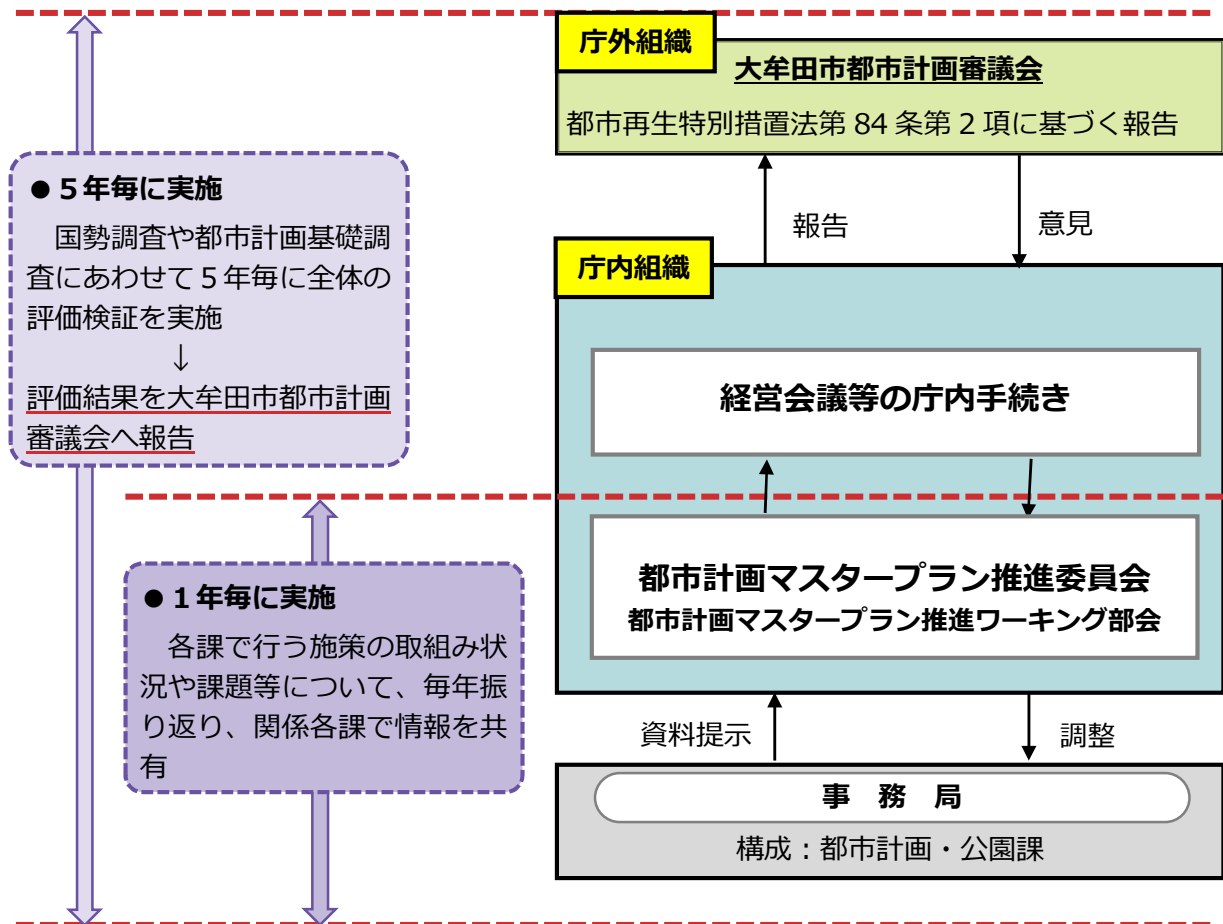 庁外組織
大牟田市都市計画審議会
都市再生特別措置法第 84 条第 2 項に基づく報告
●５年毎に実施
国勢調査や都市計画基礎調
査にあわせて５年毎に全体の
評価検証を実施
↓
評価結果を大牟田市都市計画
審議会へ報告
報告
意見
庁内組織
経営会議等の庁内手続き
都市計画マスタープラン推進委員会
都市計画マスタープラン推進ワーキング部会
●１年毎に実施
各課で行う施策の取組み状
況や課題等について、毎年振
り返り、関係各課で情報を共
有
資料提示
調整
事　務　局
構成：都市計画・公園課